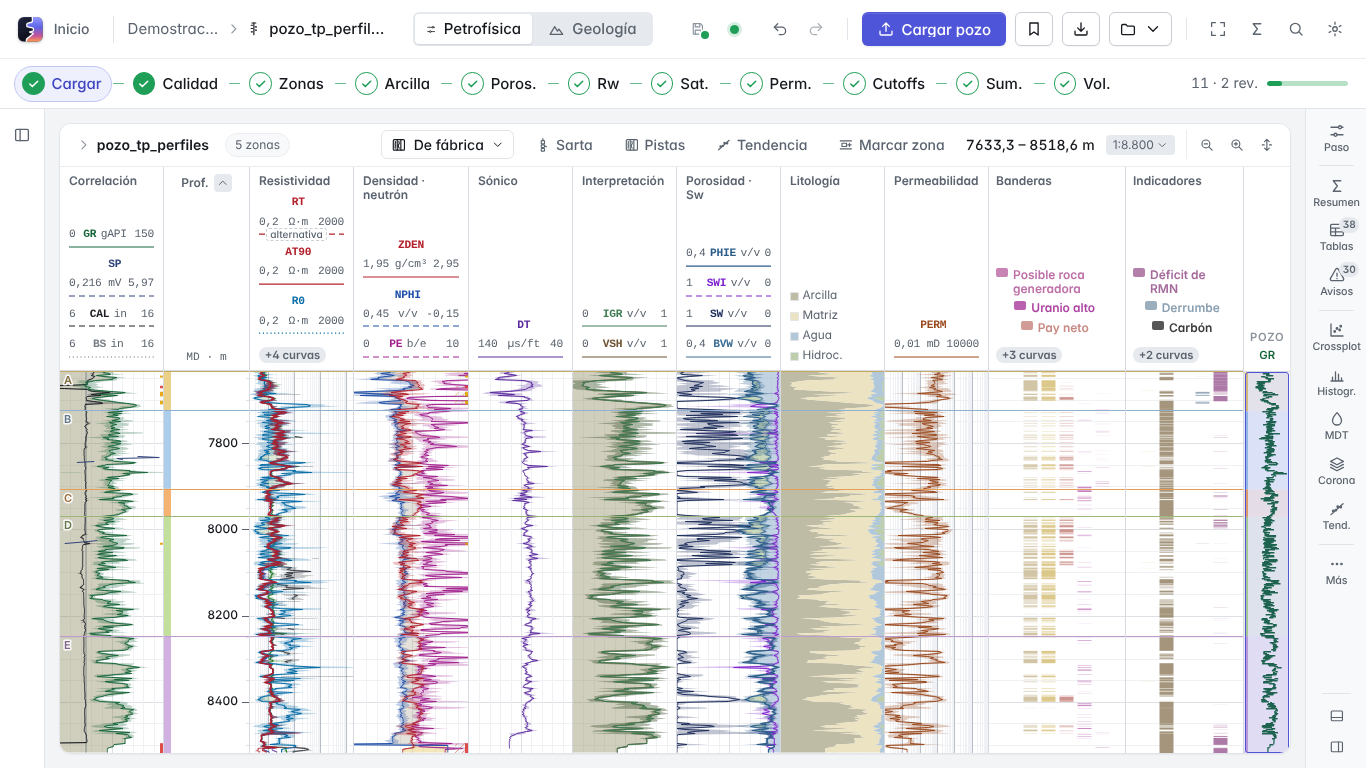 Inicio
Demostrac...
pozo_tp_perfil...
Petrofísica
Geología
Cargar pozo
Σ
Cargar
Calidad
Zonas
Arcilla
Poros.
Rw
Sat.
Perm.
Cutoffs
Sum.
Vol.
11 · 2 rev.
pozo_tp_perfiles
5 zonas
De fábrica
Sarta
Pistas
Tendencia
Marcar zona
7633,3 – 8518,6 m
1:8.800
Correlación
0 GR gAPI 150
SP
0,216 mV 5,97
6 CAL in 16
6 BS in 16
Prof.
MD · m
Resistividad
RT
0,2 Ω·m 2000
alternativa
AT90
0,2 Ω·m 2000
R0
0,2 Ω·m 2000
+4 curvas
Densidad ·
neutrón
ZDEN
1,95 g/cm³ 2,95
NPHI
0,45 v/v -0,15
0 PE b/e 10
Sónico
DT
140 µs/ft 40
Interpretación
0 IGR v/v 1
0 VSH v/v 1
Porosidad ·
Sw
0,4 PHIE v/v 0
1 SWI v/v 0
1 SW v/v 0
0,4 BVW v/v 0
Litología
Arcilla
Matriz
Agua
Hidroc.
Permeabilidad
PERM
0,01 mD 10000
Banderas
Posible roca
generadora
Uranio alto
Pay neto
+3 curvas
Indicadores
Déficit de
RMN
Derrumbe
Carbón
+2 curvas
POZO
GR
A
B
C
D
E
7800
8000
8200
8400
Paso
Σ
Resumen
38
Tablas
30
Avisos
Crossplot
Histogr.
MDT
Corona
Tend.
Más